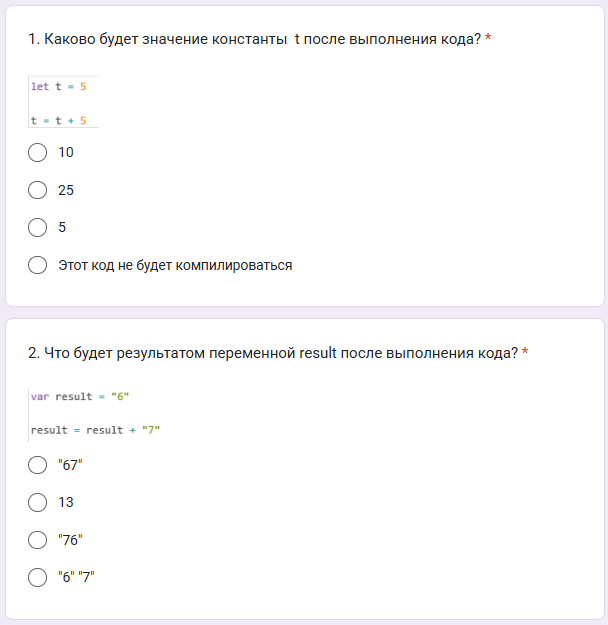 1. Каково будет значение константы t после выполнения кода? *
let t = 5
t = t + 5
10
25
5
Этот код не будет компилироваться
2. Что будет результатом переменной result после выполнения кода? *
var result = "6"
result = result + "7"
"67"
13
"76"
"6" "7"